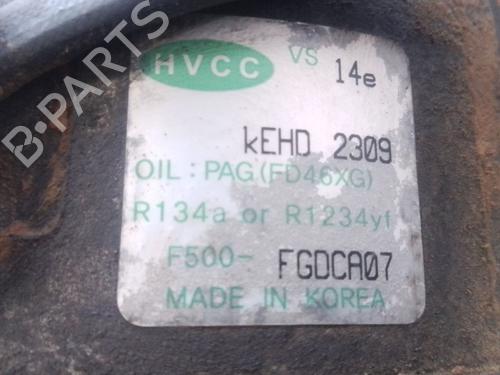 HVCC
VS 14e
kEHD 2309
OIL : PAG(FD46XG)
R134a or R1234yf
F500- FGDCA07
MADE IN KOREA
B-PARTS